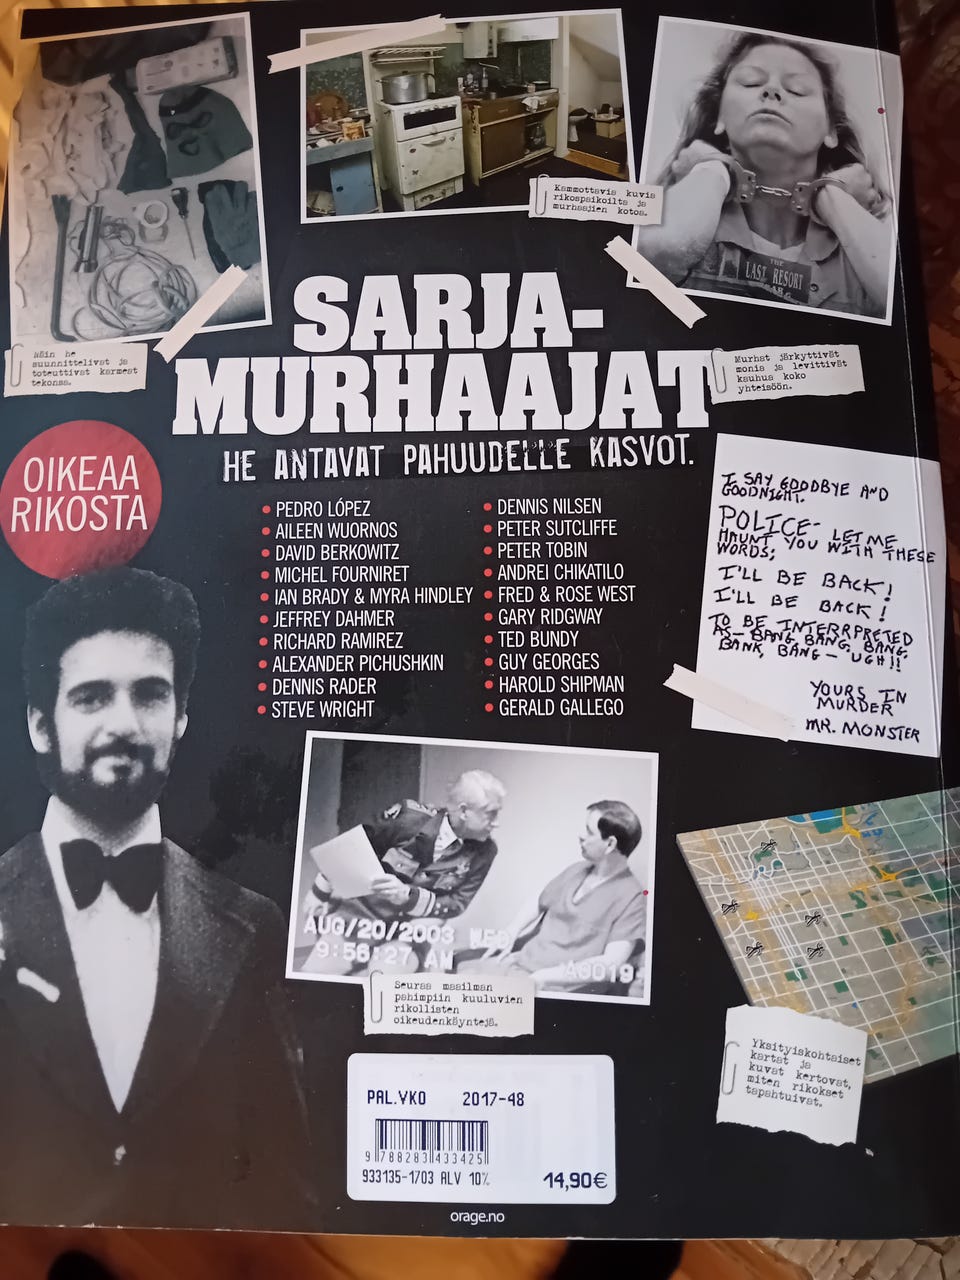 Kammottavia kuvia
rikospaikoilta ja
murhaajien kotoa.
THE
LAST RESORT
BAR
SARJA-
MURHAAJAT
HE ANTAVAT PAHUUDELLE KASVOT.
Näin he
suunnittelivat ja
toteuttivat karmeat
tekonsa.
Murhat järkyttivät
monia ja levittivät
kauhua koko
yhteisöön.
OIKEAA
RIKOSTA
PEDRO LÓPEZ
AILEEN WUORNOS
DAVID BERKOWITZ
MICHEL FOURNIRET
IAN BRADY & MYRA HINDLEY
JEFFREY DAHMER
RICHARD RAMIREZ
ALEXANDER PICHUSHKIN
DENNIS RADER
STEVE WRIGHT
DENNIS NILSEN
PETER SUTCLIFFE
PETER TOBIN
ANDREI CHIKATILO
FRED & ROSE WEST
GARY RIDGWAY
TED BUNDY
GUY GEORGES
HAROLD SHIPMAN
GERALD GALLEGO
I SAY GOODBYE AND
GOODNIGHT.
POLICE- LET ME
HAUNT YOU WITH THESE
WORDS;
I'LL BE BACK!
I'LL BE BACK!
TO BE INTERRPRETED
AS- BANG, BANG, BANG,
BANK, BANG- UGH!!
YOURS IN
MURDER
MR. MONSTER
AUG/20/2003 WED
9:56:27 AM
A0019
Seuraa maailman
pahimpiin kuuluvien
rikollisten
oikeudenkäyntejä.
Yksityiskohtaiset
kartat ja
kuvat kertovat,
miten rikokset
tapahtuivat.
PAL.VKO 2017-48
9 788283 433425
933135-1703 ALV 10%
14,90€
orage.no